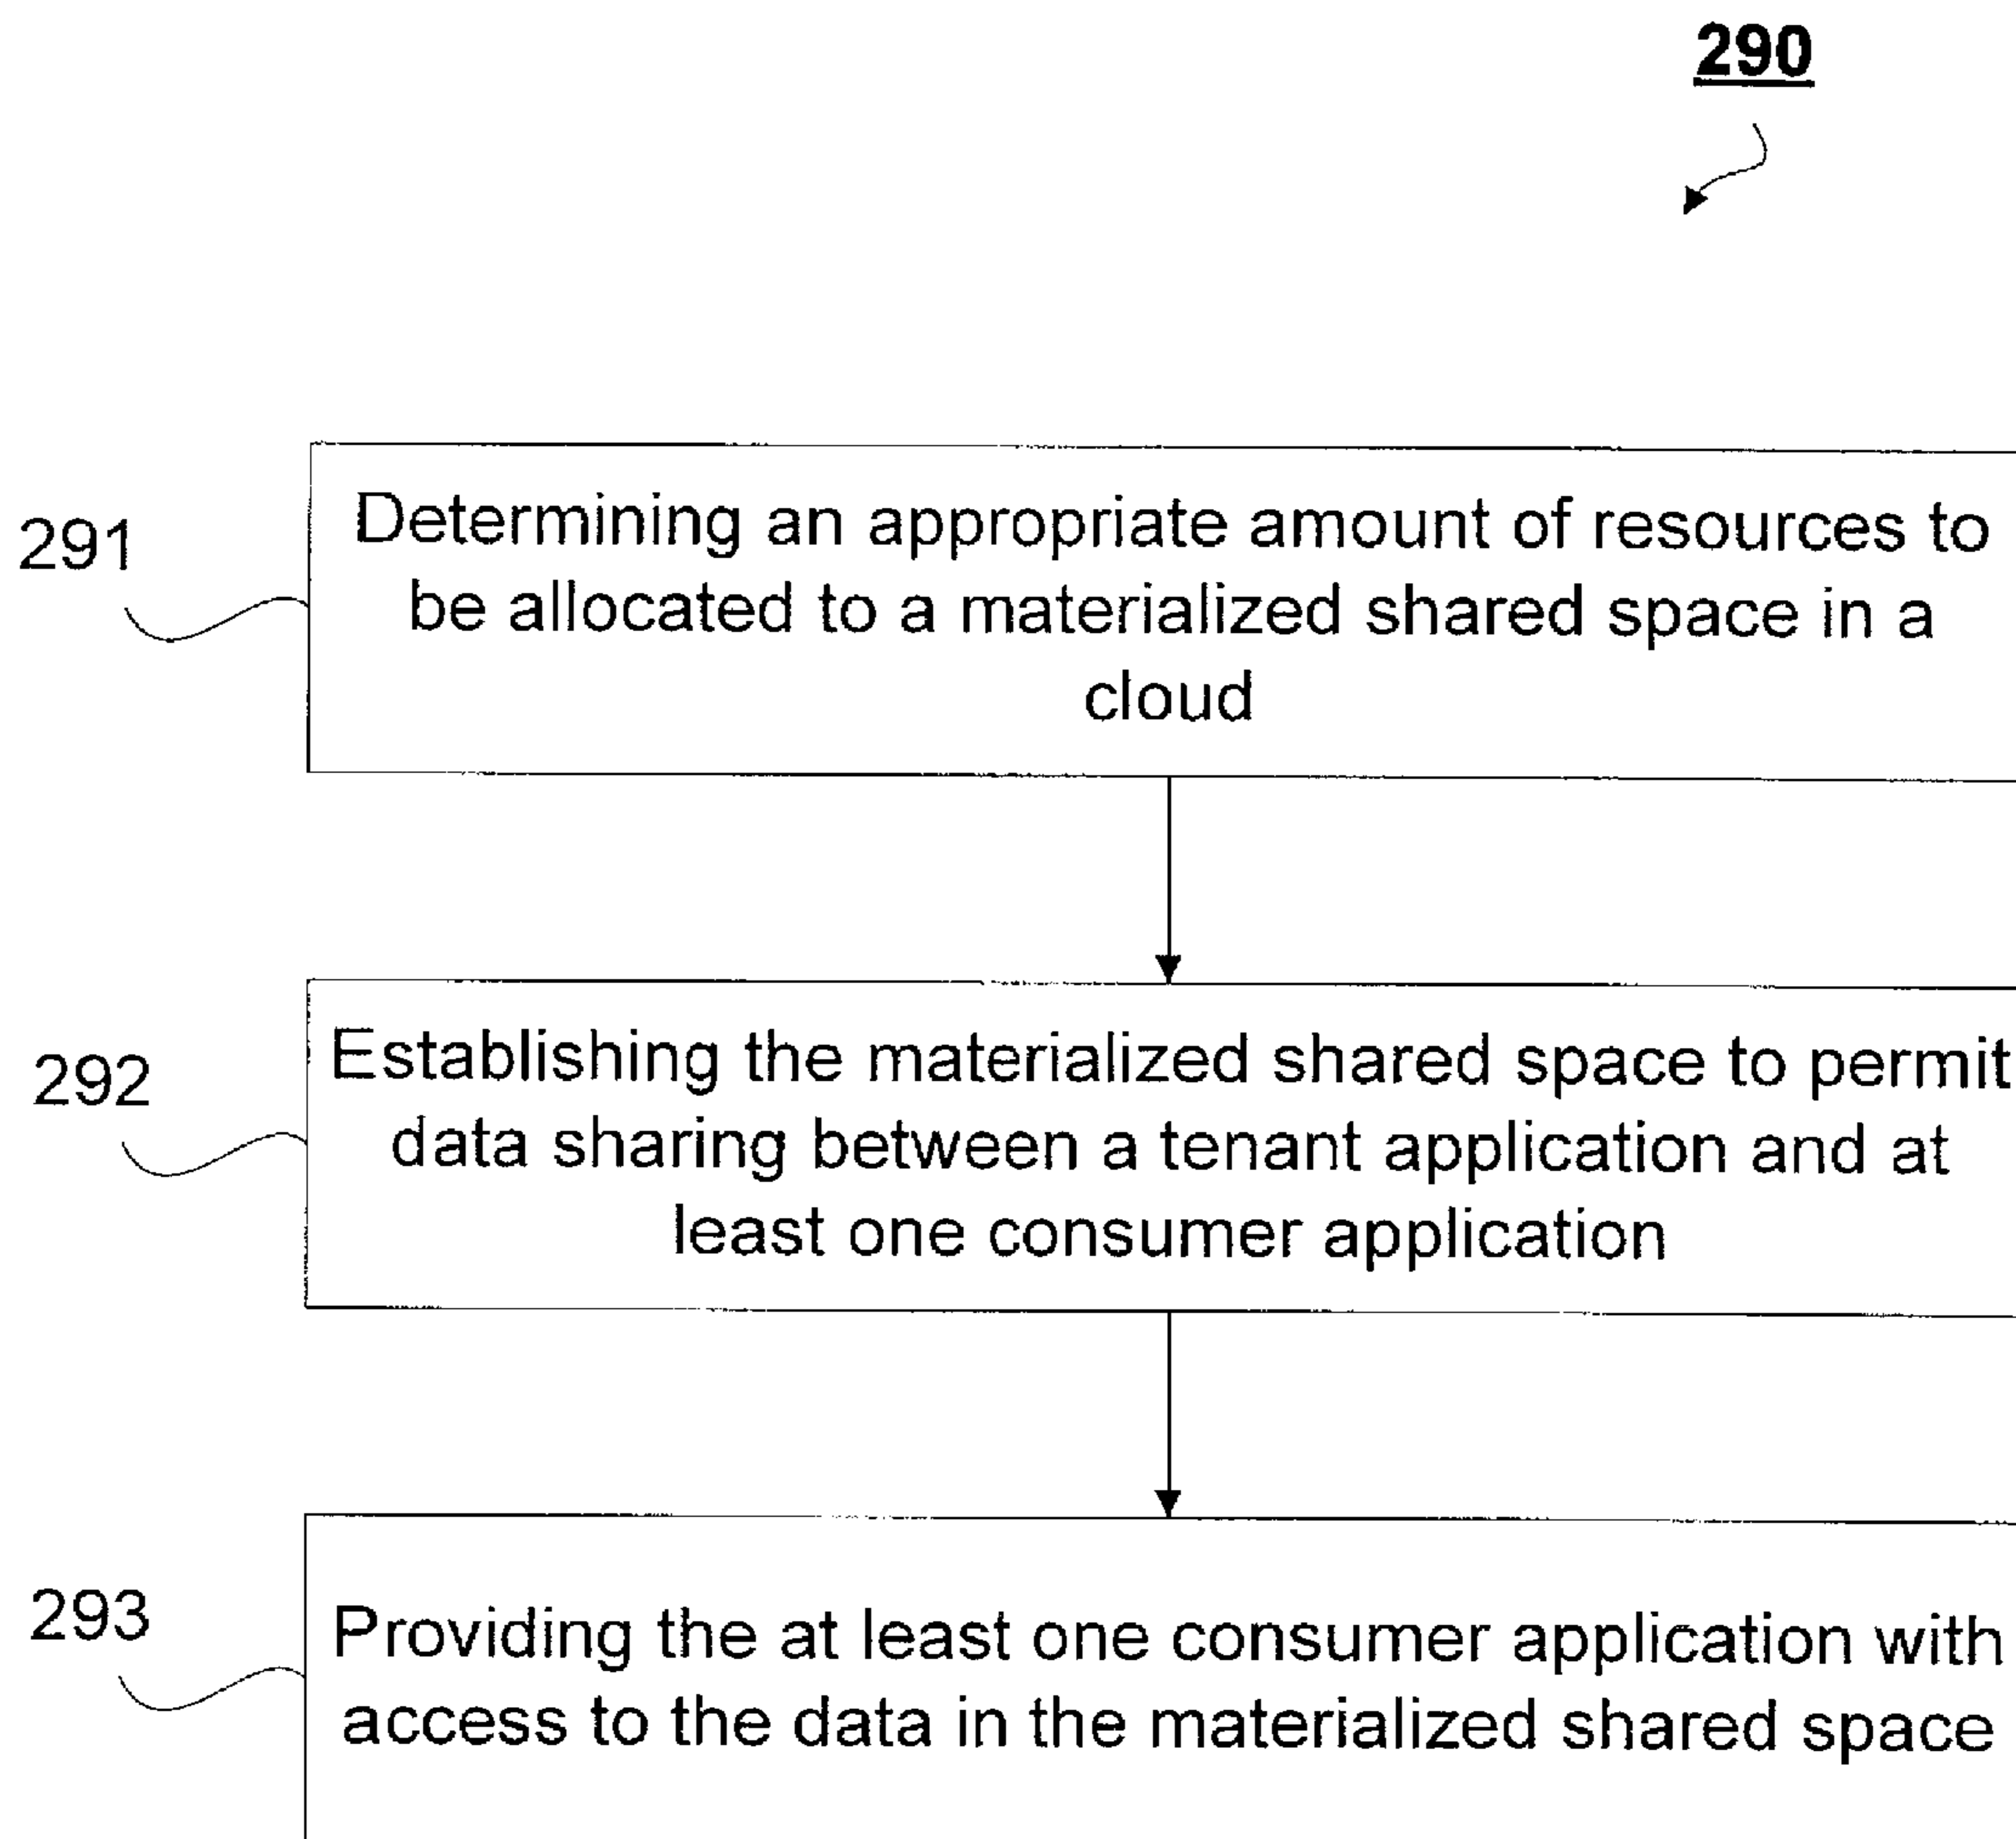 290
291
Determining an appropriate amount of resources to
be allocated to a materialized shared space in a
cloud
292
Establishing the materialized shared space to permit
data sharing between a tenant application and at
least one consumer application
293
Providing the at least one consumer application with
access to the data in the materialized shared space